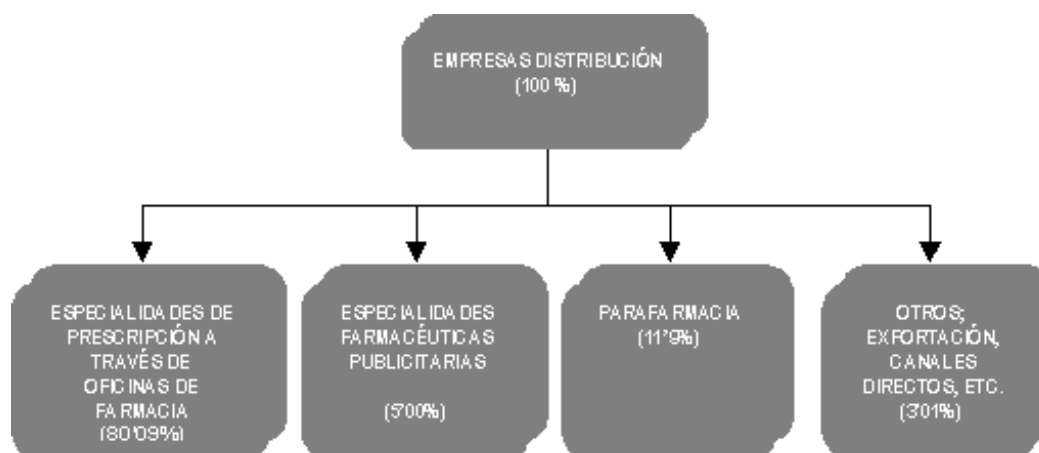 EMPRESAS DISTRIBUCIÓN
(100 %)
ESPECIALIDADES DE
PRESCRIPCIÓN A
TRAVÉS DE
OFICINAS DE
FARMACIA
(80'09%)
ESPECIALIDADES
FARMACÉUTICAS
PUBLICITARIAS
(5'00%)
PARAFARMACIA
(11'9%)
OTROS;
EXPORTACIÓN,
CANALES
DIRECTOS, ETC.
(3'01%)